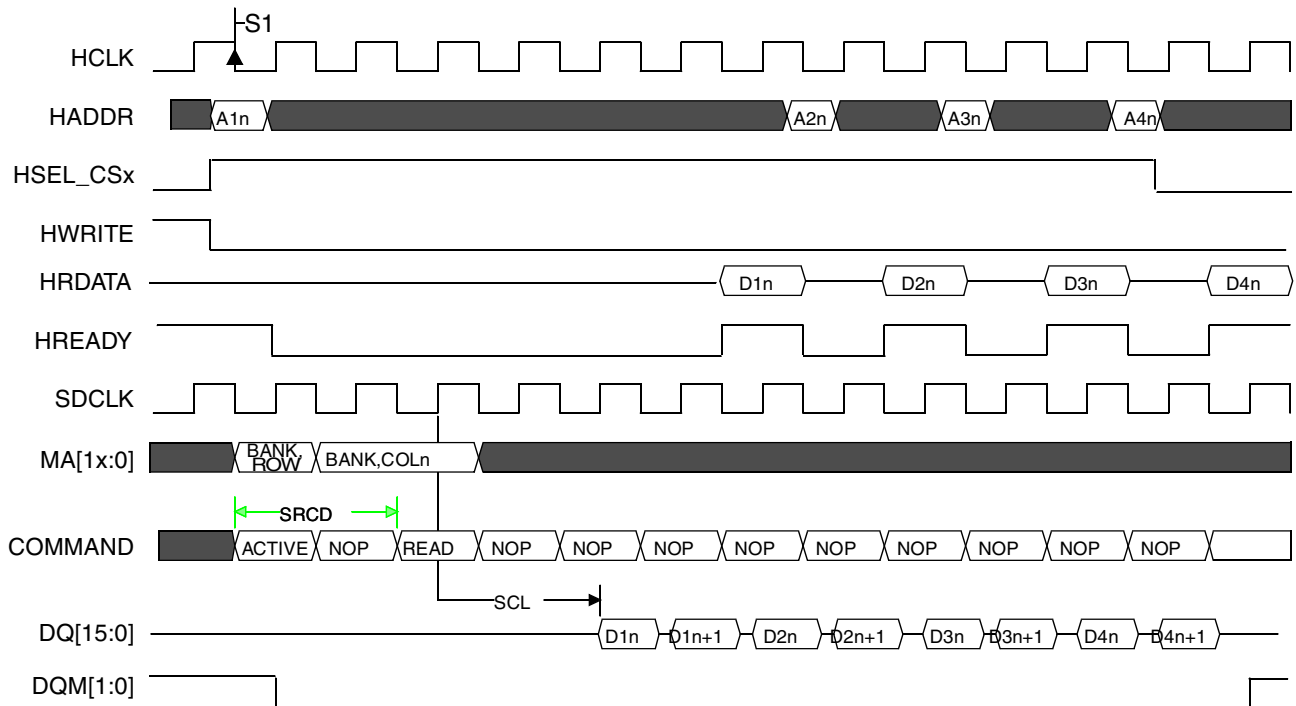 S1
HCLK
HADDR A1n A2n A3n A4n
HSEL_CSx
HWRITE
HRDATA D1n D2n D3n D4n
HREADY
SDCLK
MA[1x:0] BANK, ROW BANK,COLn
SRCD
COMMAND ACTIVE NOP READ NOP NOP NOP NOP NOP NOP NOP NOP NOP
SCL
DQ[15:0] D1n D1n+1 D2n D2n+1 D3n D3n+1 D4n D4n+1
DQM[1:0]